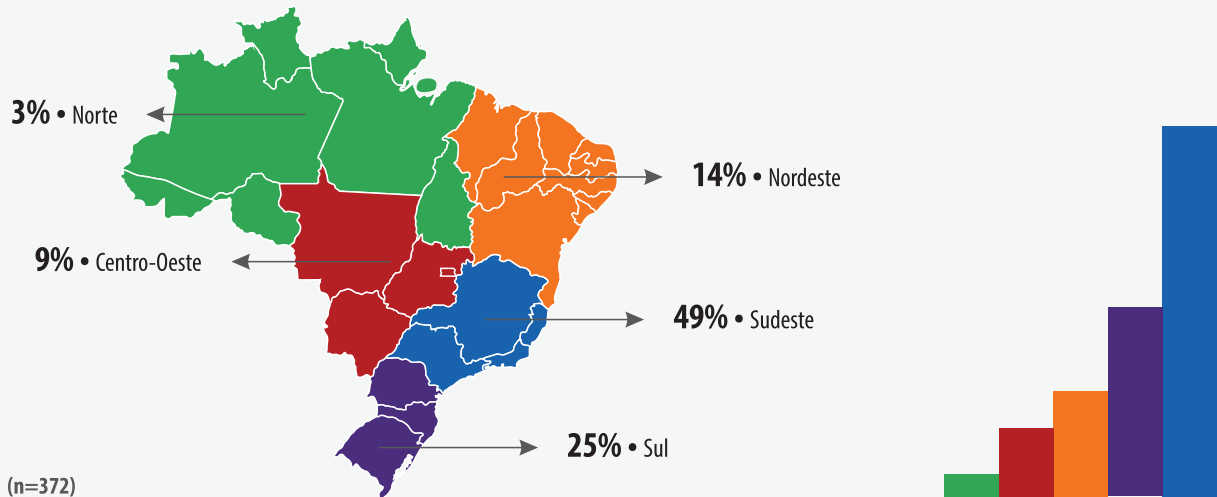 3% • Norte
14% • Nordeste
9% • Centro-Oeste
49% • Sudeste
25% • Sul
(n=372)